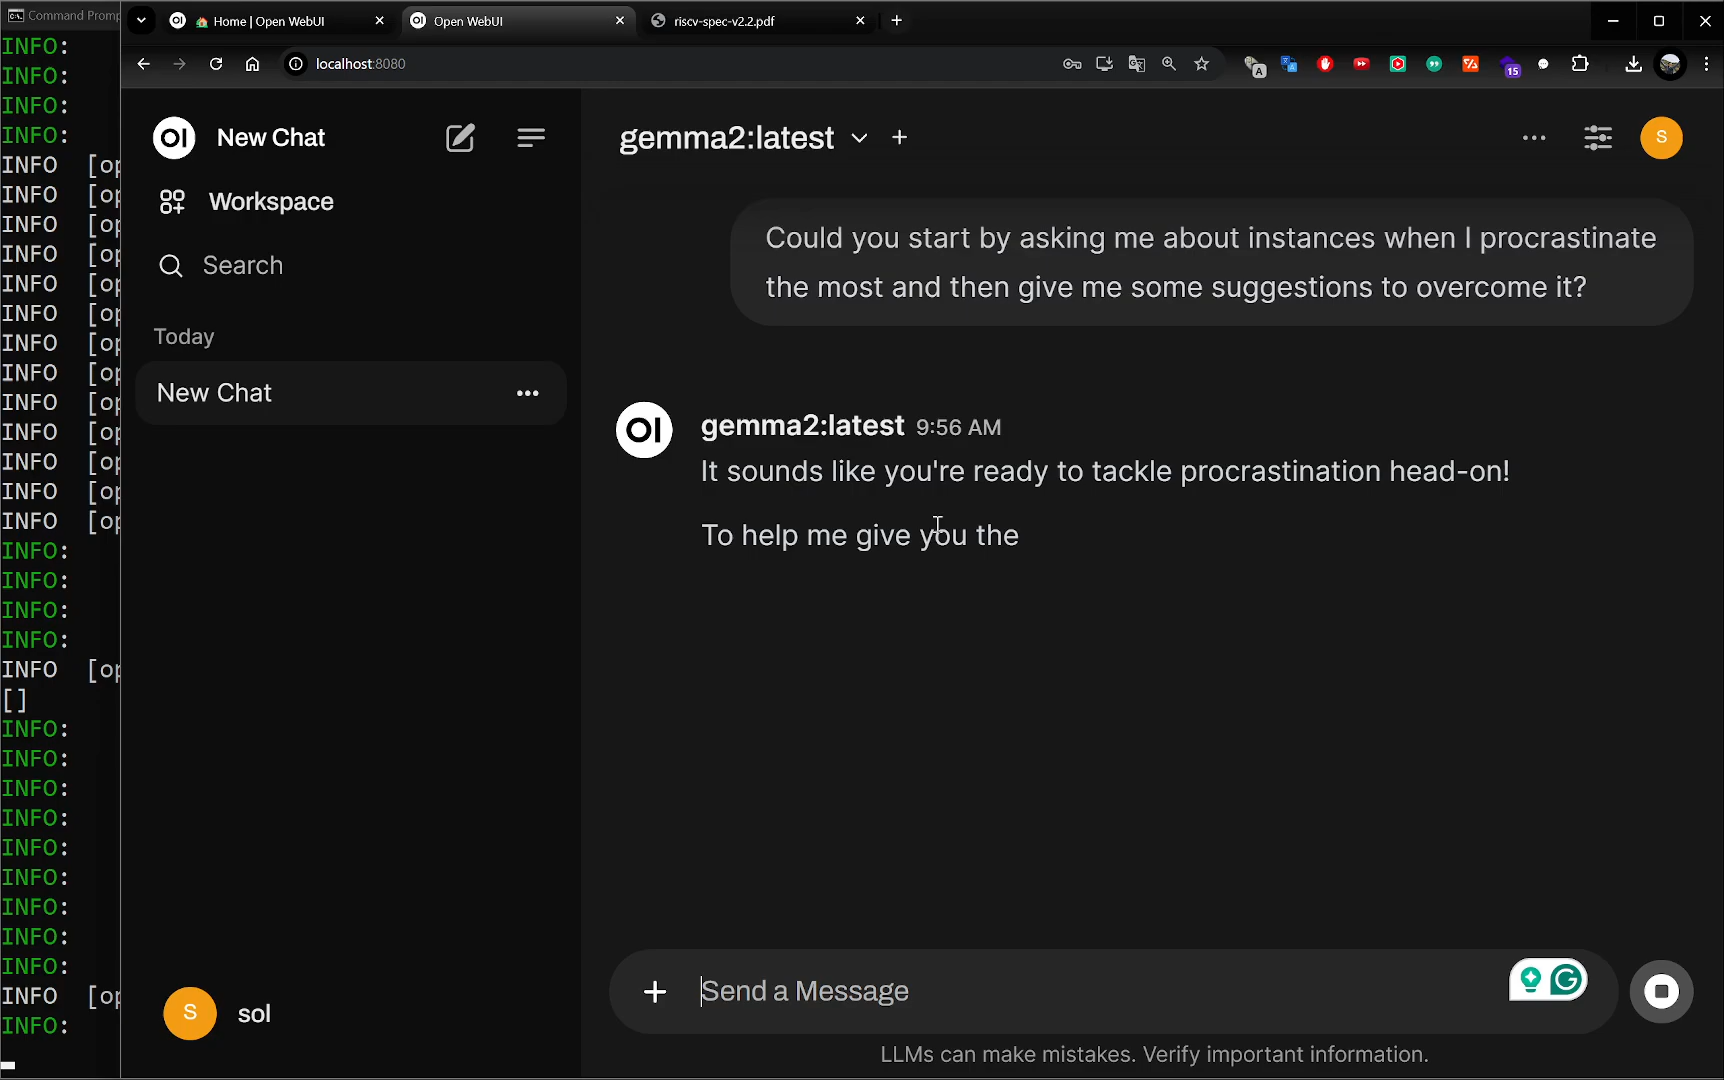 Command Promp
INFO:
INFO:
INFO:
INFO:
INFO [op
INFO [op
INFO [op
INFO [op
INFO [op
INFO [op
INFO [op
INFO [op
INFO [op
INFO [op
INFO [op
INFO [op
INFO [op
INFO:
INFO:
INFO:
INFO:
INFO [op
[]
INFO:
INFO:
INFO:
INFO:
INFO:
INFO:
INFO:
INFO:
INFO:
INFO [op
INFO:
Home | Open WebUI
Open WebUI
riscv-spec-v2.2.pdf
localhost:8080
A
15
OI New Chat
Workspace
Search
Today
New Chat
S sol
gemma2:latest
S
Could you start by asking me about instances when I procrastinate
the most and then give me some suggestions to overcome it?
OI gemma2:latest 9:56 AM
It sounds like you're ready to tackle procrastination head-on!
To help me give you the
Send a Message
LLMs can make mistakes. Verify important information.